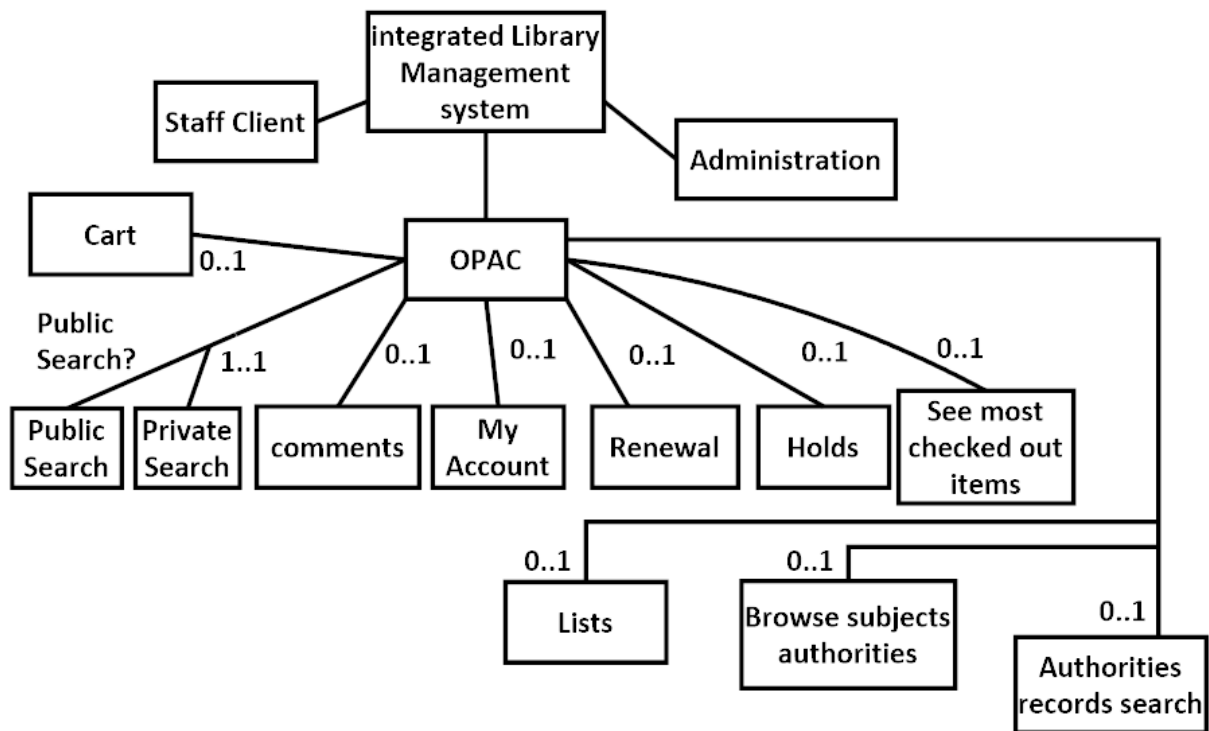 integrated Library
Management
system
Staff Client
Administration
Cart
0..1
OPAC
Public
Search?
1..1
0..1
0..1
0..1
0..1
0..1
Public
Search
Private
Search
comments
My
Account
Renewal
Holds
See most
checked out
items
0..1
Lists
0..1
Browse subjects
authorities
0..1
Authorities
records search